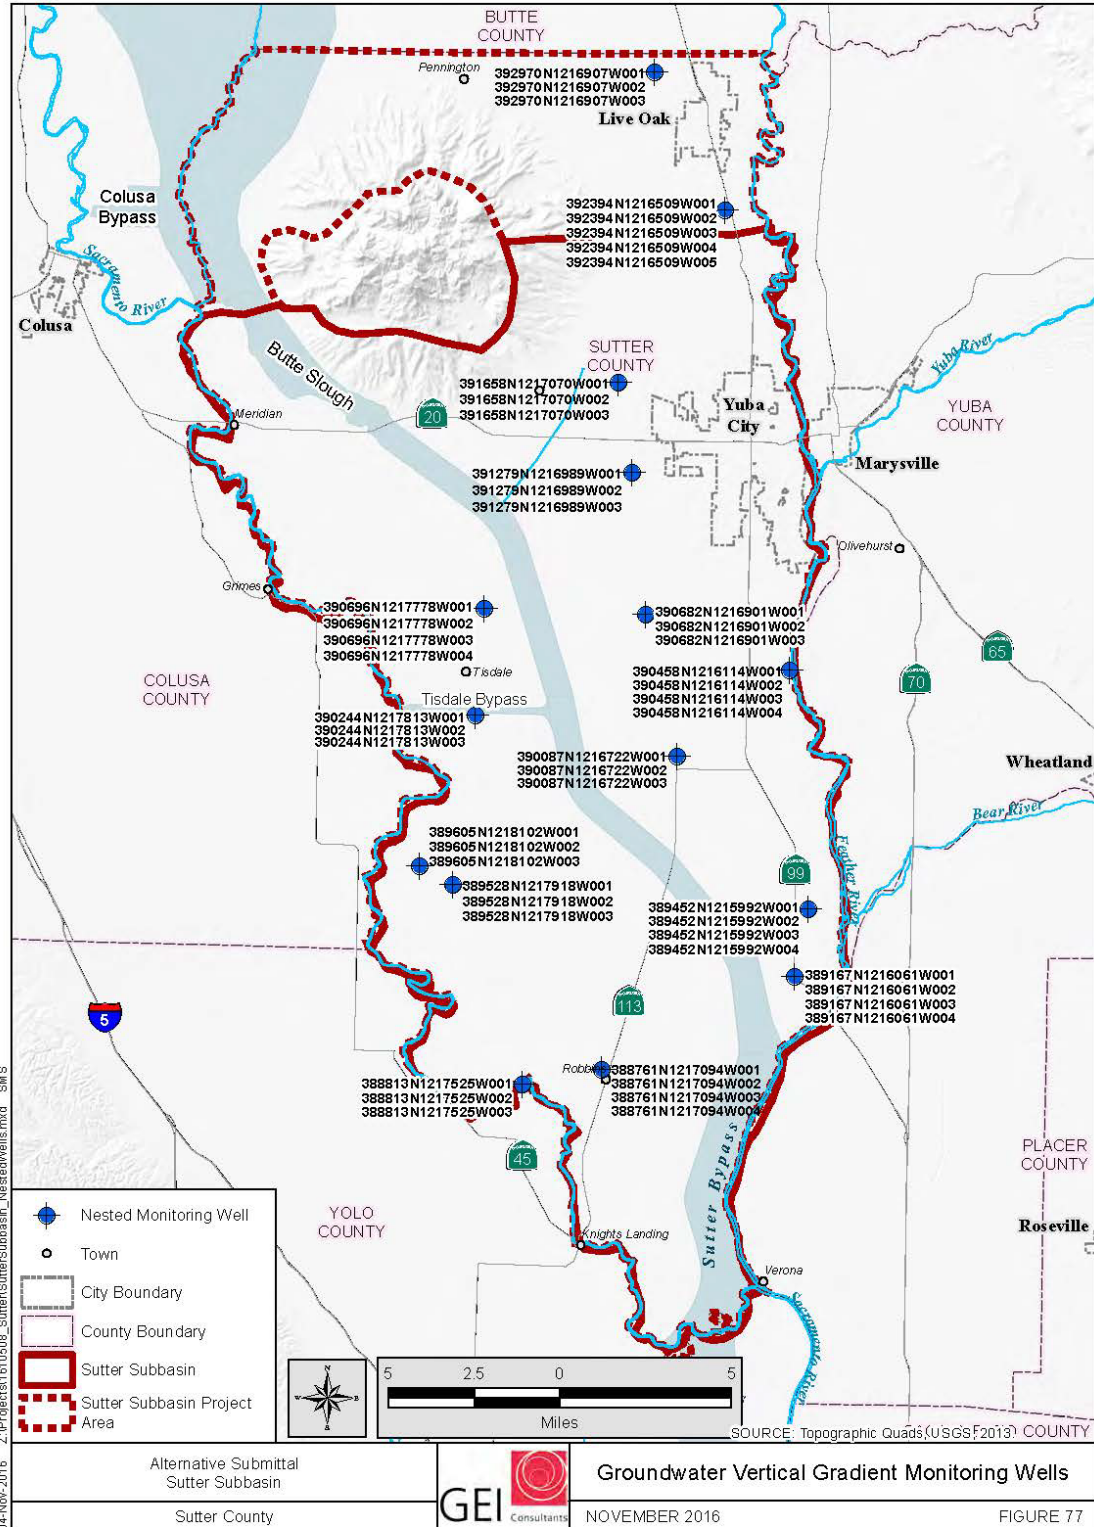 BUTTE
COUNTY
Pennington
392970N1216907W001
392970N1216907W002
392970N1216907W003
Live Oak
Colusa
Bypass
392394N1216509W001
392394N1216509W002
392394N1216509W003
392394N1216509W004
392394N1216509W005
Sacramento River
Colusa
Butte Slough
SUTTER
COUNTY
Yuba River
391658N1217070W001
391658N1217070W002
391658N1217070W003
20
Meridian
Yuba
City
YUBA
COUNTY
Marysville
391279N1216989W001
391279N1216989W002
391279N1216989W003
Olivehurst
Grimes
390696N1217778W001
390696N1217778W002
390696N1217778W003
390696N1217778W004
390682N1216901W001
390682N1216901W002
390682N1216901W003
65
70
Tisdale
COLUSA
COUNTY
390458N1216114W001
390458N1216114W002
390458N1216114W003
390458N1216114W004
Tisdale Bypass
390244N1217813W001
390244N1217813W002
390244N1217813W003
390087N1216722W001
390087N1216722W002
390087N1216722W003
Wheatland
Bear River
389605N1218102W001
389605N1218102W002
389605N1218102W003
Feather River
99
389528N1217918W001
389528N1217918W002
389528N1217918W003
389452N1215992W001
389452N1215992W002
389452N1215992W003
389452N1215992W004
389167N1216061W001
389167N1216061W002
389167N1216061W003
389167N1216061W004
113
5
388761N1217094W001
388761N1217094W002
388761N1217094W003
388761N1217094W004
388813N1217525W001
388813N1217525W002
388813N1217525W003
45
Sutter Bypass
PLACER
COUNTY
YOLO
COUNTY
Roseville
Knights Landing
Verona
Sacramento River
Nested Monitoring Well
Town
City Boundary
County Boundary
Sutter Subbasin
Sutter Subbasin Project
Area
N
W E
S
5 2.5 0 5
Miles
SOURCE: Topographic Quads, USGS, 2013
COUNTY
Alternative Submittal
Sutter Subbasin
Sutter County
GEI Consultants
Groundwater Vertical Gradient Monitoring Wells
NOVEMBER 2016
FIGURE 77